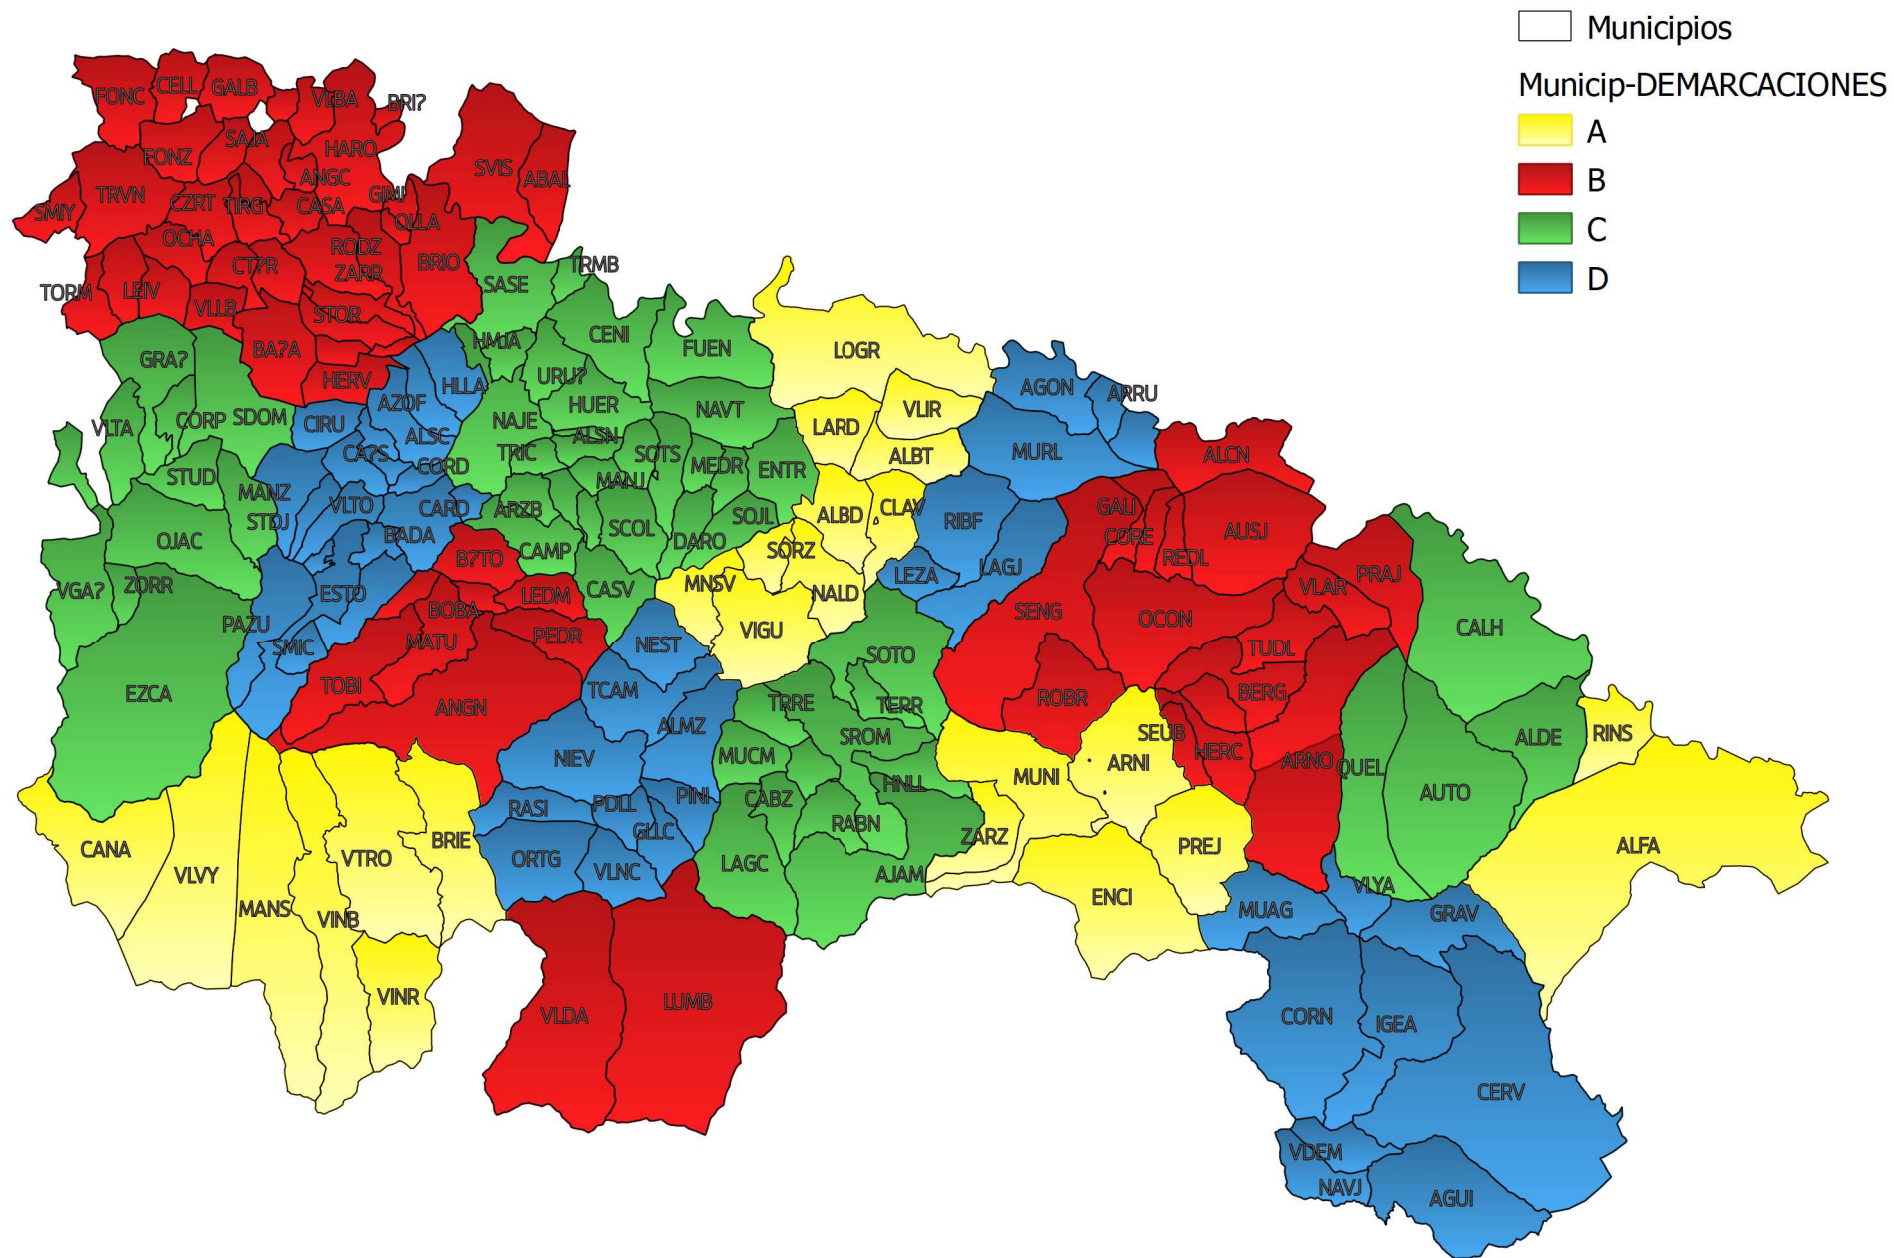 Municipios
Municip-DEMARCACIONES
A
B
C
D
FONC
CELL
GALB
VLBA
BRI?
FONZ
SAJA
HARO
ANGC
SVIS
ABAL
TRVN
CZRT
TIRG
CASA
GIMI
OLLA
SMIY
OCHA
RODZ
CT?R
ZARR
BRIO
TORM
LEIV
VLLB
STOR
SASE
TRMB
GRA?
BA?A
HERV
HMJA
CENI
FUEN
LOGR
HLLA
URU?
VLTA
CORP
SDOM
CIRU
AZOF
ALSC
NAJE
HUER
NAVT
LARD
VLIR
AGON
ARRU
CA?S
CORD
TRIC
ALSN
SOTS
MEDR
ENTR
ALBT
MURL
ALCN
STUD
MANZ
MANJ
STDJ
VLTO
CARD
ARZB
SCOL
SOJL
ALBD
CLAV
RIBF
GALI
CORE
REDL
AUSJ
OJAC
BADA
DARO
SORZ
B?TO
CAMP
CASV
MNSV
NALD
LEZA
LAGJ
VLAR
PRAJ
VGA?
ZORR
ESTO
LEDM
BOBA
PAZU
SMIC
MATU
PEDR
NEST
VIGU
SENG
OCON
CALH
TUDL
SOTO
EZCA
TOBI
ANGN
TCAM
TRRE
TERR
ROBR
BERG
ALMZ
SROM
SEUB
HERC
ARNO
QUEL
ALDE
RINS
NIEV
MUCM
HNLL
MUNI
ARNI
AUTO
RASI
PDLL
PINI
CABZ
CANA
VLVY
VTRO
BRIE
GLLC
RABN
ZARZ
PREJ
ALFA
ORTG
VLNC
LAGC
AJAM
ENCI
VLYA
MANS
VINB
MUAG
GRAV
VINR
VLDA
LUMB
CORN
IGEA
CERV
VDEM
NAVJ
AGUI